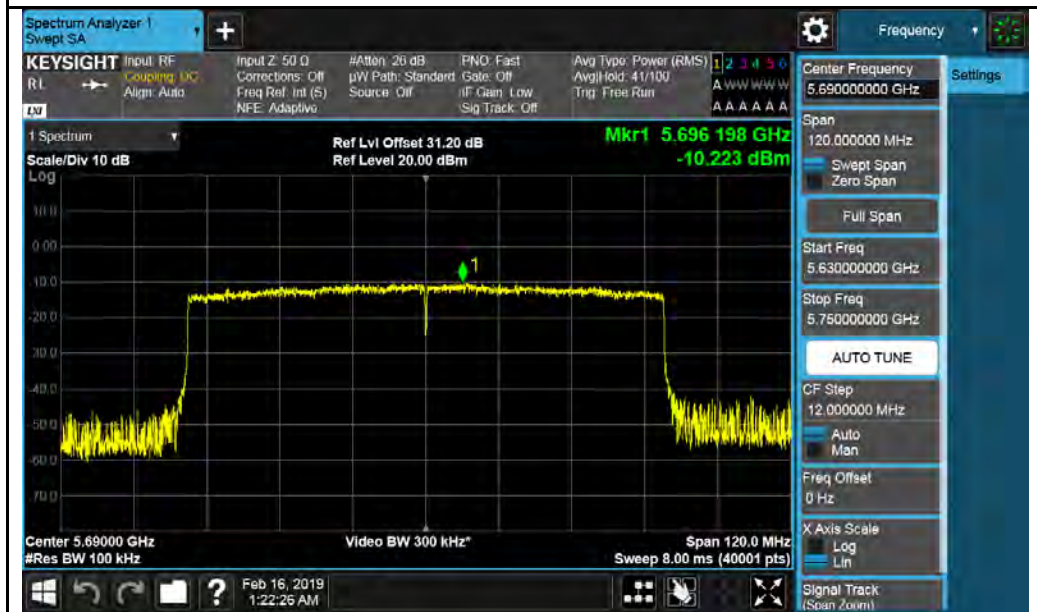 Spectrum Analyzer 1
Swept SA
+
Frequency
KEYSIGHT
RL
LXI
Input: RF
Coupling: DC
Align: Auto
Input Z: 50 Ω
Corrections: Off
Freq Ref: Int (S)
NFE: Adaptive
#Atten: 26 dB
µW Path: Standard
Source: Off
PNO: Fast
Gate: Off
IF Gain: Low
Sig Track: Off
Avg Type: Power (RMS)
Avg|Hold: 41/100
Trig: Free Run
1 2 3 4 5 6
A W W W W W
A A A A A A
1 Spectrum
Scale/Div 10 dB
Log
Ref Lvl Offset 31.20 dB
Ref Level 20.00 dBm
Mkr1 5.696 198 GHz
-10.223 dBm
10.0
0.00
-10.0
-20.0
-30.0
-40.0
-50.0
-60.0
-70.0
1
Center 5.69000 GHz
#Res BW 100 kHz
Video BW 300 kHz*
Span 120.0 MHz
Sweep 8.00 ms (40001 pts)
?
Feb 16, 2019
1:22:26 AM
Center Frequency
5.690000000 GHz
Span
120.000000 MHz
Swept Span
Zero Span
Full Span
Start Freq
5.630000000 GHz
Stop Freq
5.750000000 GHz
AUTO TUNE
CF Step
12.000000 MHz
Auto
Man
Freq Offset
0 Hz
X Axis Scale
Log
Lin
Signal Track
(Span Zoom)
Settings